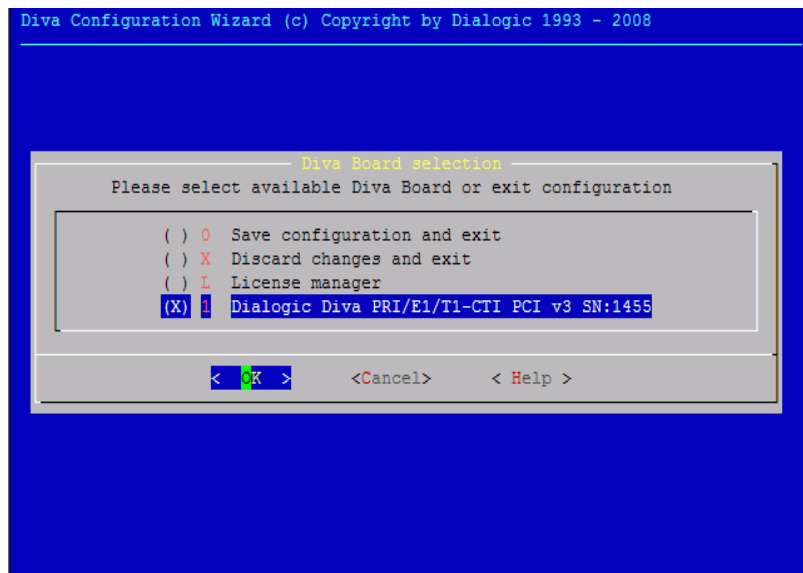 Diva Configuration Wizard (c) Copyright by Dialogic 1993 - 2008
Diva Board selection
Please select available Diva Board or exit configuration
( ) 0 Save configuration and exit
( ) X Discard changes and exit
( ) L License manager
(X) 1 Dialogic Diva PRI/E1/T1-CTI PCI v3 SN:1455
< OK > <Cancel> < Help >